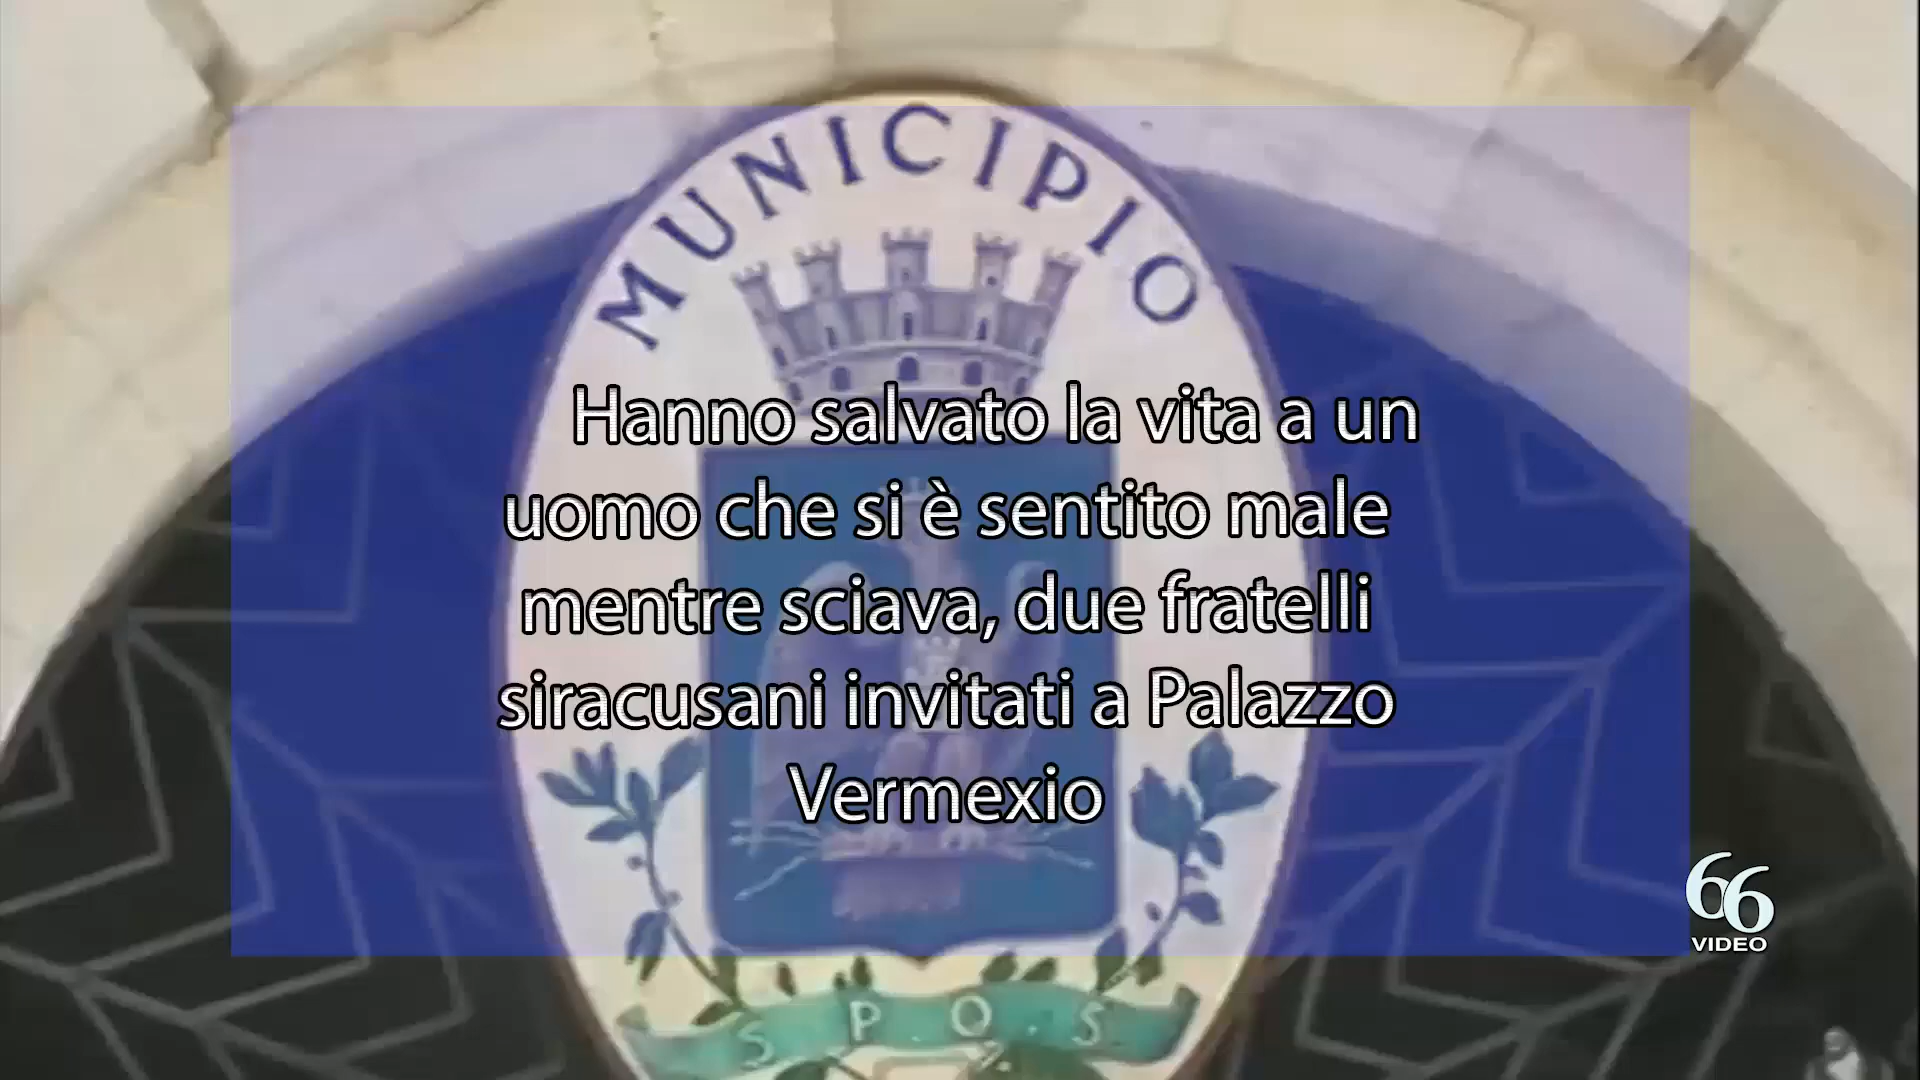 MUNICIPIO
Hanno salvato la vita a un
uomo che si è sentito male
mentre sciava, due fratelli
siracusani invitati a Palazzo
Vermexio
66
VIDEO
S P.Q.S